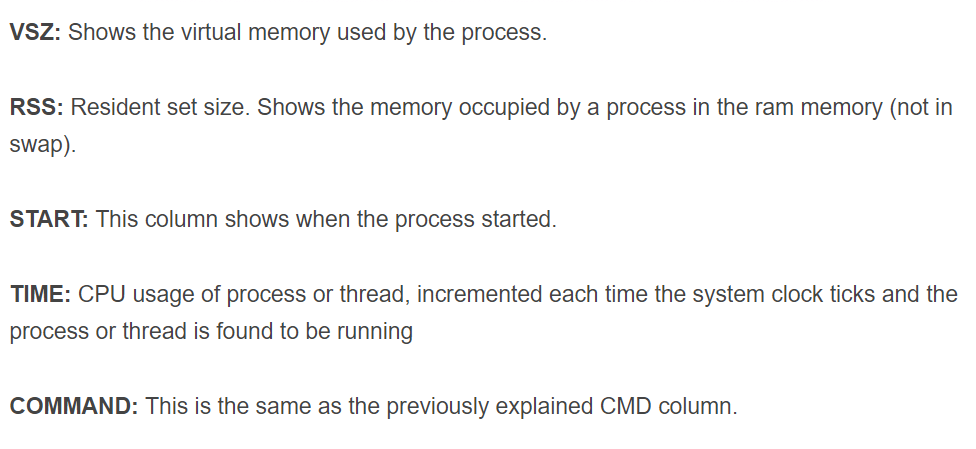 VSZ: Shows the virtual memory used by the process.
RSS: Resident set size. Shows the memory occupied by a process in the ram memory (not in
swap).
START: This column shows when the process started.
TIME: CPU usage of process or thread, incremented each time the system clock ticks and the
process or thread is found to be running
COMMAND: This is the same as the previously explained CMD column.